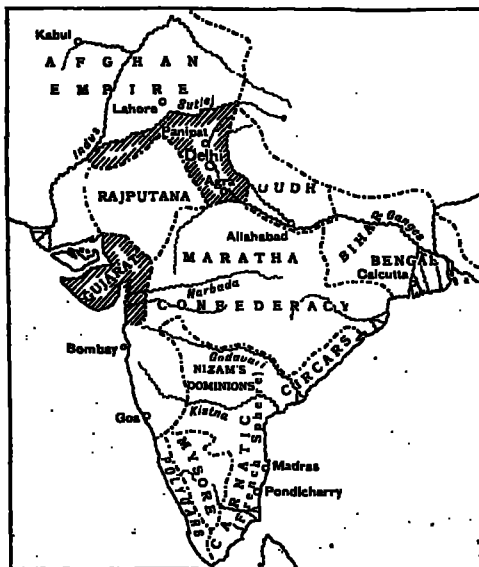 Kabul
AFGHAN
EMPIRE
Lahore
Sutlej
Indus
Panipat
Delhi
Agra
RAJPUTANA
OUDH
Allahabad
BIHAR
Ganges
MARATHA
BENGAL
Calcutta
GUJARAT
Narbada
CONFEDERACY
Bombay
Godavari
NIZAM'S
DOMINIONS
CIRCARS
Goa
Kistna
MYSORE
CARNATIC
(French Sphere)
Madras
Pondicharry